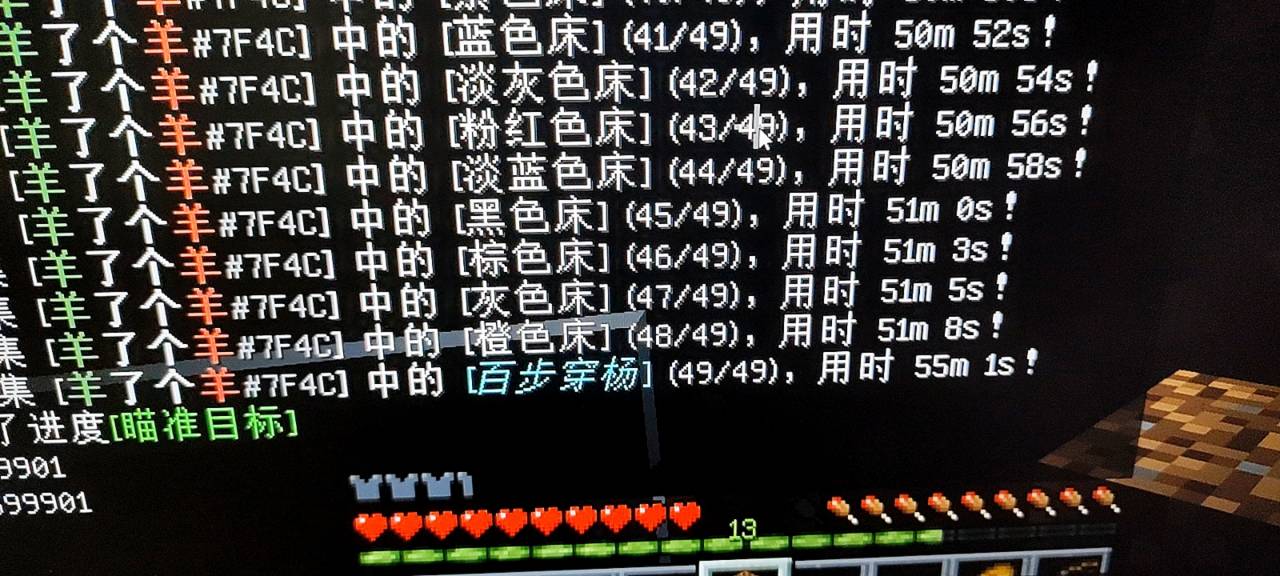 羊了个羊#7F4C] 中的 [蓝色床] (41/49)，用时 50m 52s！
[羊了个羊#7F4C] 中的 [淡灰色床] (42/49)，用时 50m 54s！
[羊了个羊#7F4C] 中的 [粉红色床] (43/49)，用时 50m 56s！
[羊了个羊#7F4C] 中的 [淡蓝色床] (44/49)，用时 50m 58s！
[羊了个羊#7F4C] 中的 [黑色床] (45/49)，用时 51m 0s！
集 [羊了个羊#7F4C] 中的 [棕色床] (46/49)，用时 51m 3s！
集 [羊了个羊#7F4C] 中的 [灰色床] (47/49)，用时 51m 5s！
集 [羊了个羊#7F4C] 中的 [橙色床] (48/49)，用时 51m 8s！
集 [羊了个羊#7F4C] 中的 [百步穿杨] (49/49)，用时 55m 1s！
了进度[瞄准目标]
9901
99901
13